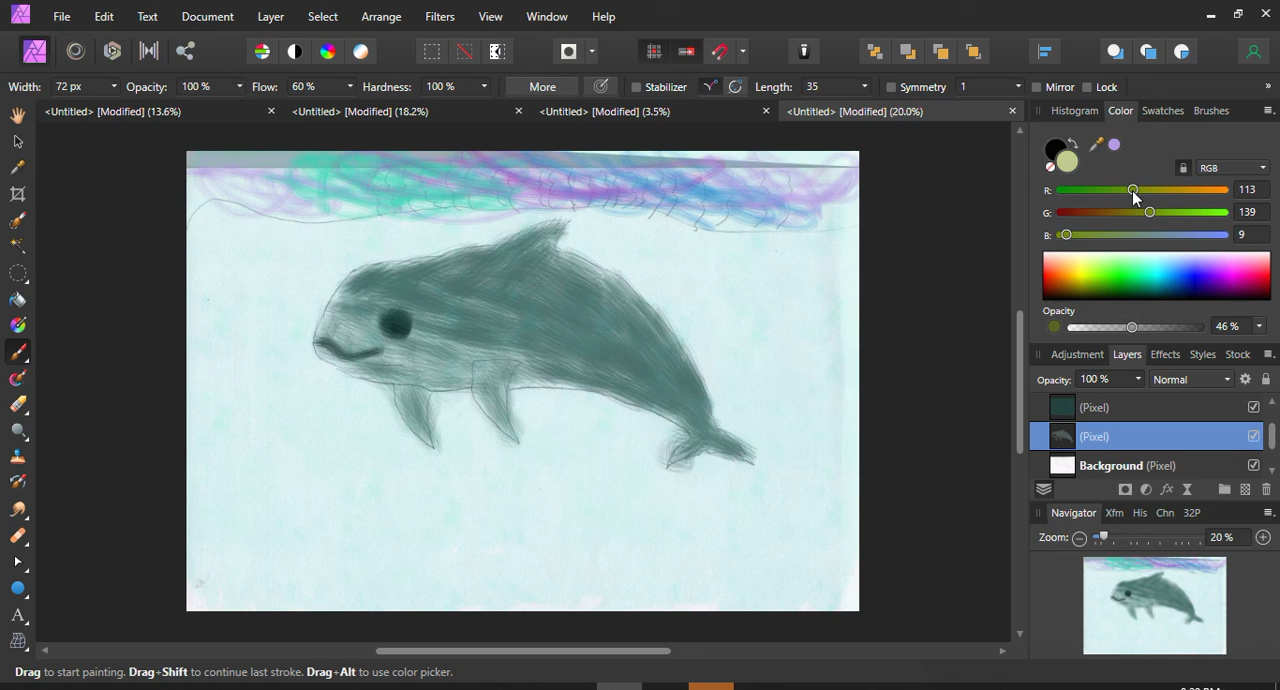 File Edit Text Document Layer Select Arrange Filters View Window Help
Width: 72 px Opacity: 100 % Flow: 60 % Hardness: 100 % More Stabilizer Length: 35 Symmetry 1 Mirror Lock »
<Untitled> [Modified] (13.6%) <Untitled> [Modified] (18.2%) <Untitled> [Modified] (3.5%) <Untitled> [Modified] (20.0%)
Histogram Color Swatches Brushes
RGB
R: 113
G: 139
B: 9
Opacity
46 %
Adjustment Layers Effects Styles Stock
Opacity: 100 % Normal
(Pixel)
(Pixel)
Background (Pixel)
Navigator Xfm His Chn 32P
Zoom: 20 %
Drag to start painting. Drag+Shift to continue last stroke. Drag+Alt to use color picker.